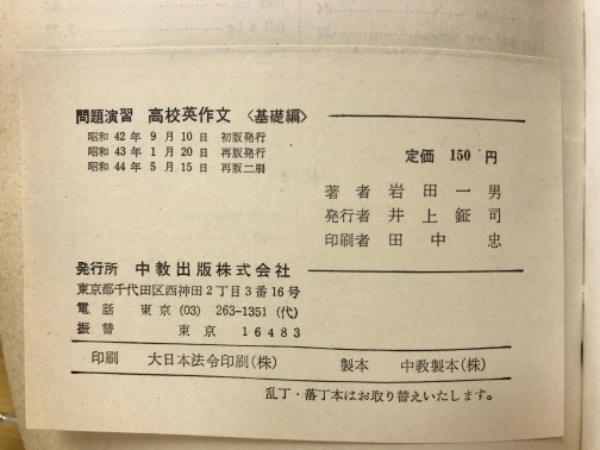 問題演習 高校英作文 〈基礎編〉
昭和 42 年 9 月 10 日 初版発行
昭和 43 年 1 月 20 日 再版発行
昭和 44 年 5 月 15 日 再版二刷
定価 150 円
著者 岩田一男
発行者 井上鉦司
印刷者 田中 忠
発行所 中教出版株式会社
東京都千代田区西神田2丁目3番16号
電話 東京 (03) 263-1351 (代)
振替 東京 16483
印刷 大日本法令印刷(株) 製本 中教製本(株)
乱丁・落丁本はお取り替えいたします。